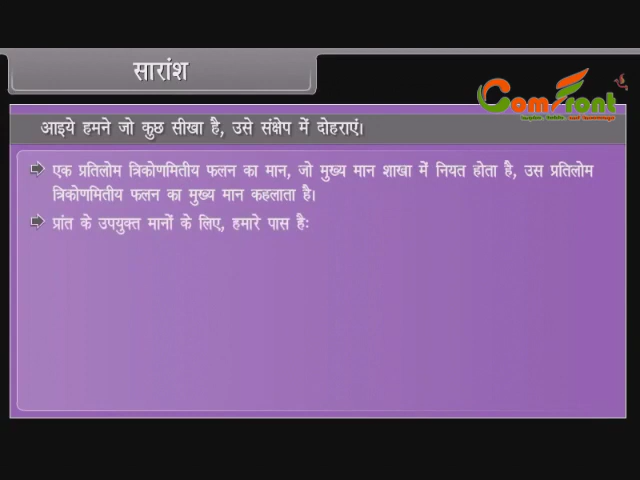 सारांश
ComFront
आइये हमने जो कुछ सीखा है, उसे संक्षेप में दोहराएं।
एक प्रतिलोम त्रिकोणमितीय फलन का मान, जो मुख्य मान शाखा में नियत होता है, उस प्रतिलोम
त्रिकोणमितीय फलन का मुख्य मान कहलाता है।
प्रांत के उपयुक्त मानों के लिए, हमारे पास हैः